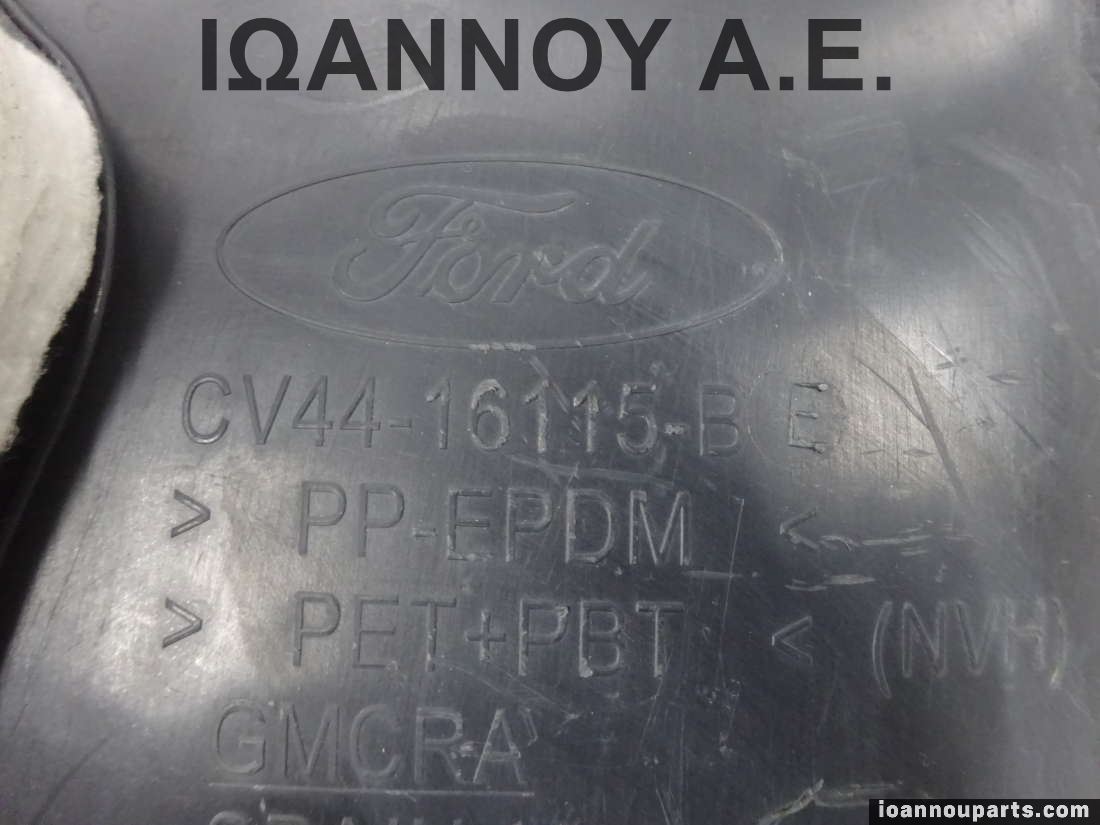 ΙΩΑΝΝΟΥ Α.Ε.
Ford
CV44-16115-B E
> PP-EPDM <
> PET+PBT < (NVH)
GMCRA
ioannouparts.com